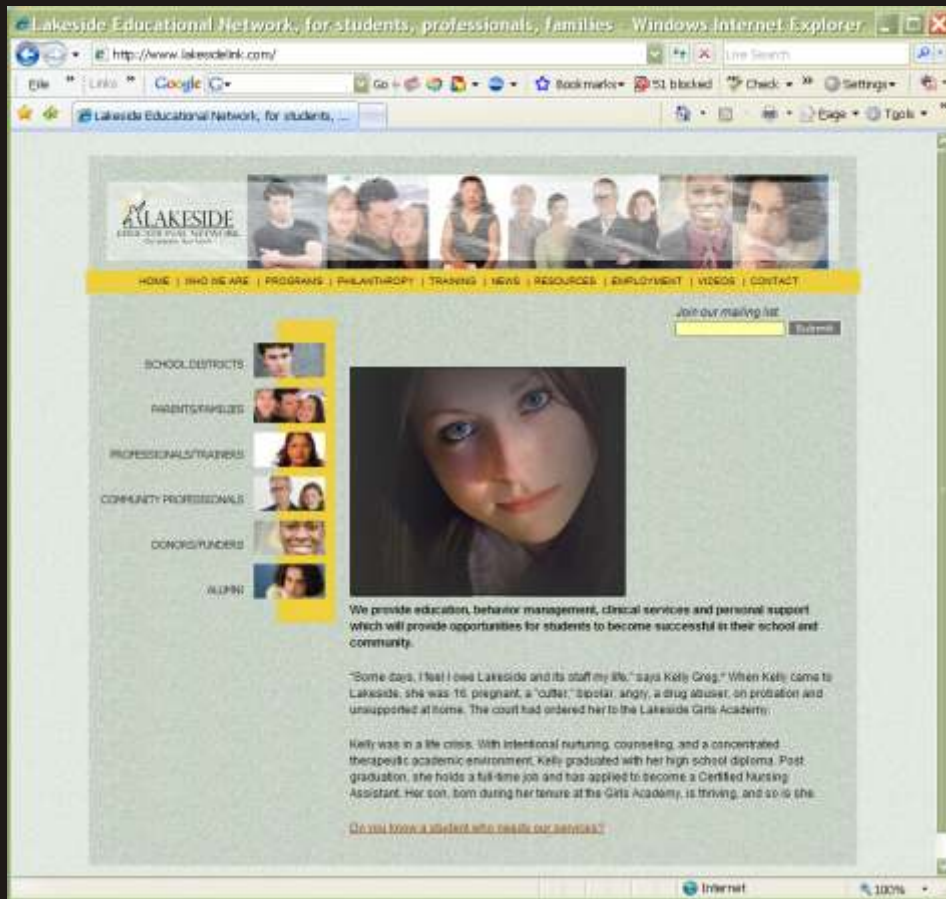 Lakeside Educational Network, for students, professionals, families - Windows Internet Explorer
http://www.lakesidelink.com/
Live Search
File
Links
Google
Go
Bookmarks
51 blocked
Check
Settings
Lakeside Educational Network, for students, ...
Page
Tools
LAKESIDE
EDUCATIONAL NETWORK
HOME | WHO WE ARE | PROGRAMS | PHILANTHROPY | TRAINING | NEWS | RESOURCES | EMPLOYMENT | VIDEOS | CONTACT
Join our mailing list
Submit
SCHOOL DISTRICTS
PARENTS/FAMILIES
PROFESSIONALS/TRAINERS
COMMUNITY PROFESSIONALS
DONORS/FUNDERS
ALUMNI
We provide education, behavior management, clinical services and personal support
which will provide opportunities for students to become successful in their school and
community.
"Some days, I feel I owe Lakeside and its staff my life," says Kelly Greg.* When Kelly came to
Lakeside, she was 16, pregnant, a "cutter," bipolar, angry, a drug abuser, on probation and
unsupported at home. The court had ordered her to the Lakeside Girls Academy.
Kelly was in a life crisis. With intentional nurturing, counseling, and a concentrated
therapeutic academic environment, Kelly graduated with her high school diploma. Post
graduation, she holds a full-time job and has applied to become a Certified Nursing
Assistant. Her son, born during her tenure at the Girls Academy, is thriving, and so is she.
Do you know a student who needs our services?
Internet
100%